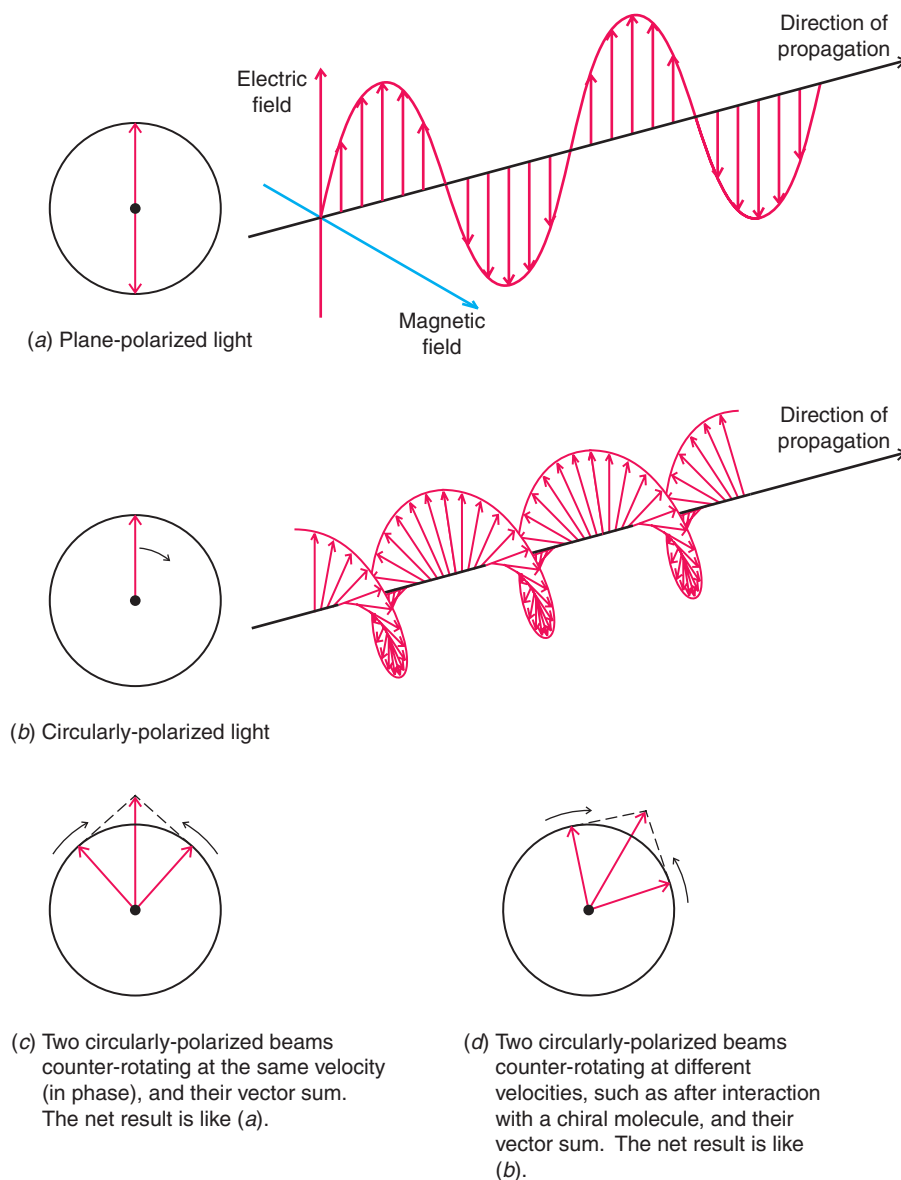 Electric
field
Direction of
propagation
Magnetic
field
(a) Plane-polarized light
Direction of
propagation
(b) Circularly-polarized light
(c) Two circularly-polarized beams
counter-rotating at the same velocity
(in phase), and their vector sum.
The net result is like (a).
(d) Two circularly-polarized beams
counter-rotating at different
velocities, such as after interaction
with a chiral molecule, and their
vector sum.  The net result is like
(b).